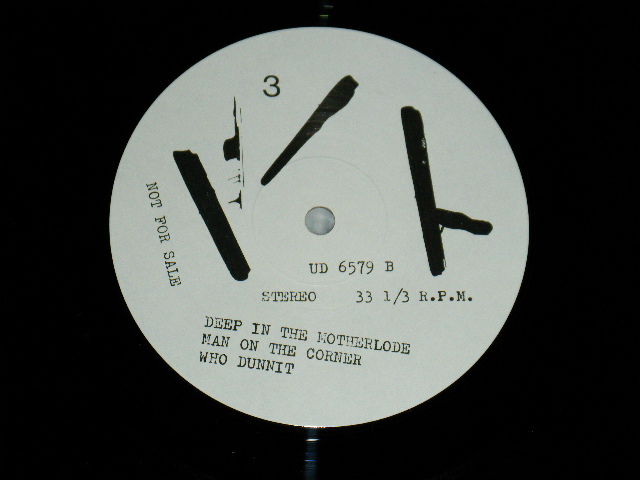 3
NOT FOR SALE
UD 6579 B
STEREO 33 1/3 R.P.M.
DEEP IN THE MOTHERLODE
MAN ON THE CORNER
WHO DUNNIT